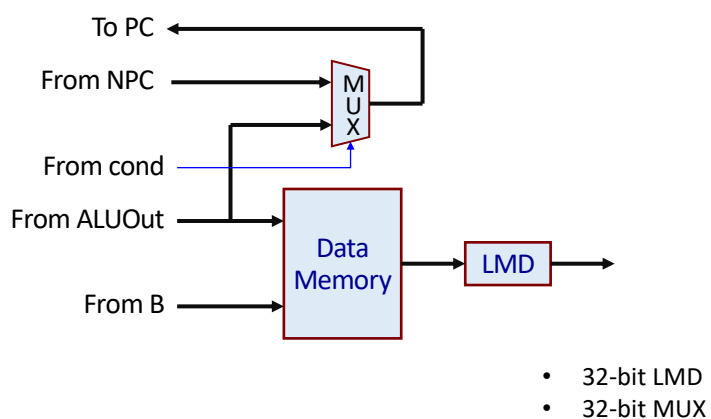 To PC
From NPC
M
U
X
From cond
From ALUOut
Data
Memory
LMD
From B
• 32-bit LMD
• 32-bit MUX